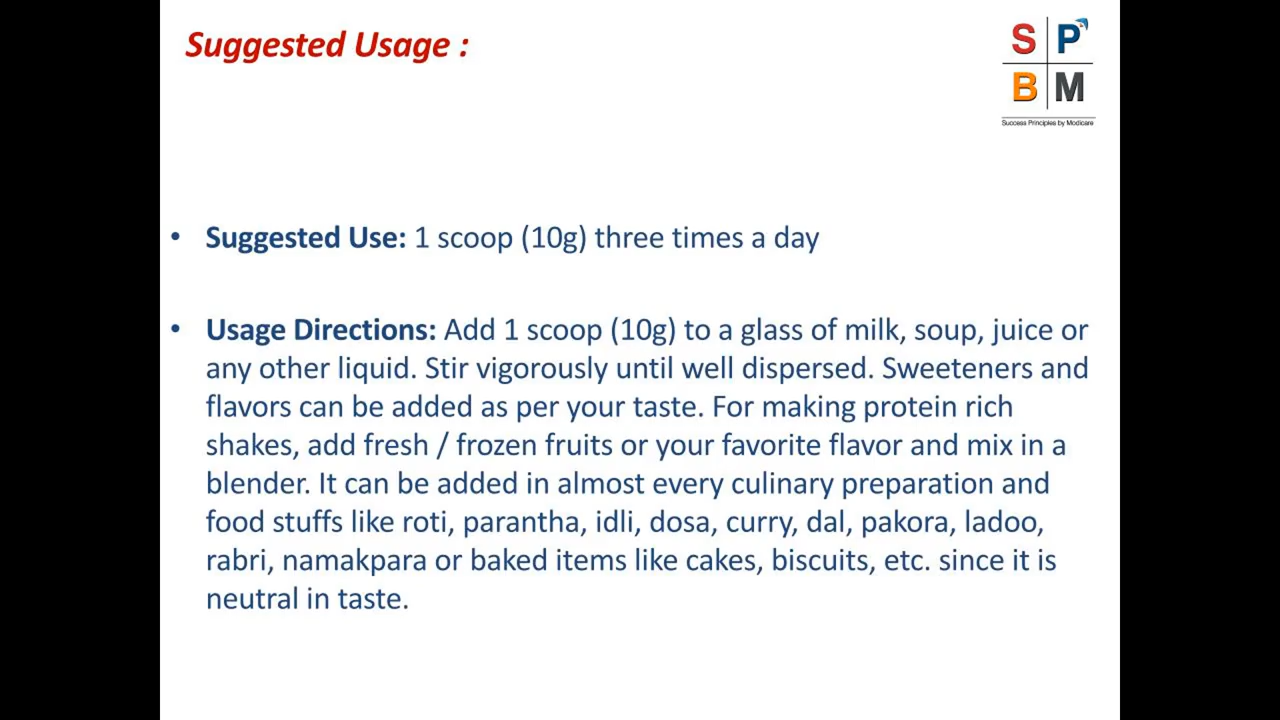 Suggested Usage :
S P
B M
Success Principles by Modicare
• Suggested Use: 1 scoop (10g) three times a day
• Usage Directions: Add 1 scoop (10g) to a glass of milk, soup, juice or
any other liquid. Stir vigorously until well dispersed. Sweeteners and
flavors can be added as per your taste. For making protein rich
shakes, add fresh / frozen fruits or your favorite flavor and mix in a
blender. It can be added in almost every culinary preparation and
food stuffs like roti, parantha, idli, dosa, curry, dal, pakora, ladoo,
rabri, namakpara or baked items like cakes, biscuits, etc. since it is
neutral in taste.